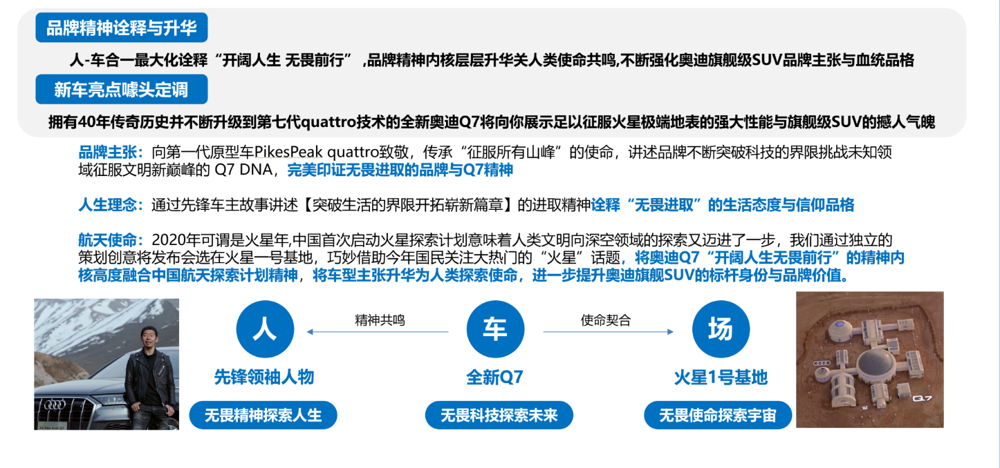 品牌精神诠释与升华
人-车合一最大化诠释“开阔人生 无畏前行” ,品牌精神内核层层升华关人类使命共鸣,不断强化奥迪旗舰级SUV品牌主张与血统品格
新车亮点噱头定调
拥有40年传奇历史并不断升级到第七代quattro技术的全新奥迪Q7将向你展示足以征服火星极端地表的强大性能与旗舰级SUV的撼人气魄
品牌主张：向第一代原型车PikesPeak quattro致敬，传承“征服所有山峰”的使命，讲述品牌不断突破科技的界限挑战未知领
域征服文明新巅峰的 Q7 DNA，完美印证无畏进取的品牌与Q7精神
人生理念：通过先锋车主故事讲述【突破生活的界限开拓崭新篇章】的进取精神诠释“无畏进取”的生活态度与信仰品格
航天使命：2020年可谓是火星年,中国首次启动火星探索计划意味着人类文明向深空领域的探索又迈进了一步，我们通过独立的
策划创意将发布会选在火星一号基地，巧妙借助今年国民关注大热门的“火星”话题，将奥迪Q7“开阔人生无畏前行”的精神内
核高度融合中国航天探索计划精神，将车型主张升华为人类探索使命，进一步提升奥迪旗舰SUV的标杆身份与品牌价值。
人
精神共鸣
车
使命契合
场
先锋领袖人物
全新Q7
火星1号基地
无畏精神探索人生
无畏科技探索未来
无畏使命探索宇宙
All New Audi Q7
Q7